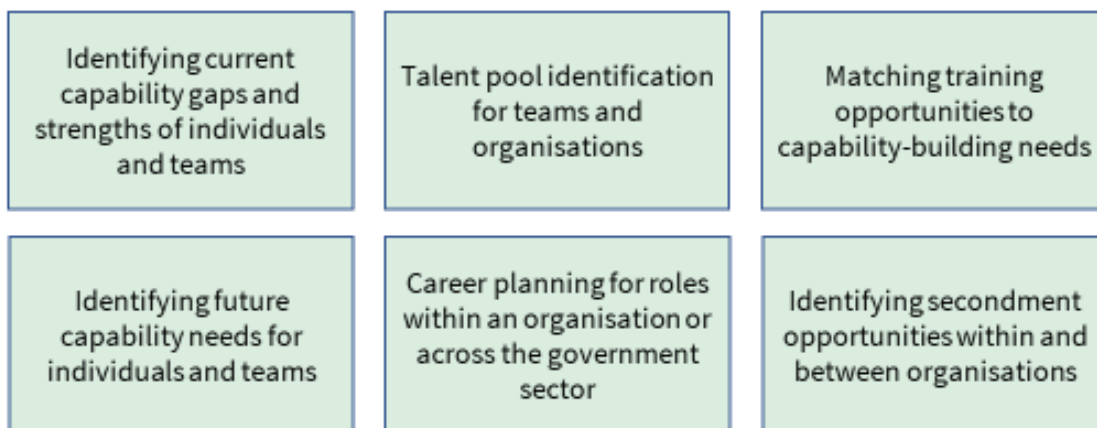 Identifying current
capability gaps and
strengths of individuals
and teams
Talent pool identification
for teams and
organisations
Matching training
opportunities to
capability-building needs
Identifying future
capability needs for
individuals and teams
Career planning for roles
within an organisation or
across the government
sector
Identifying secondment
opportunities within and
between organisations